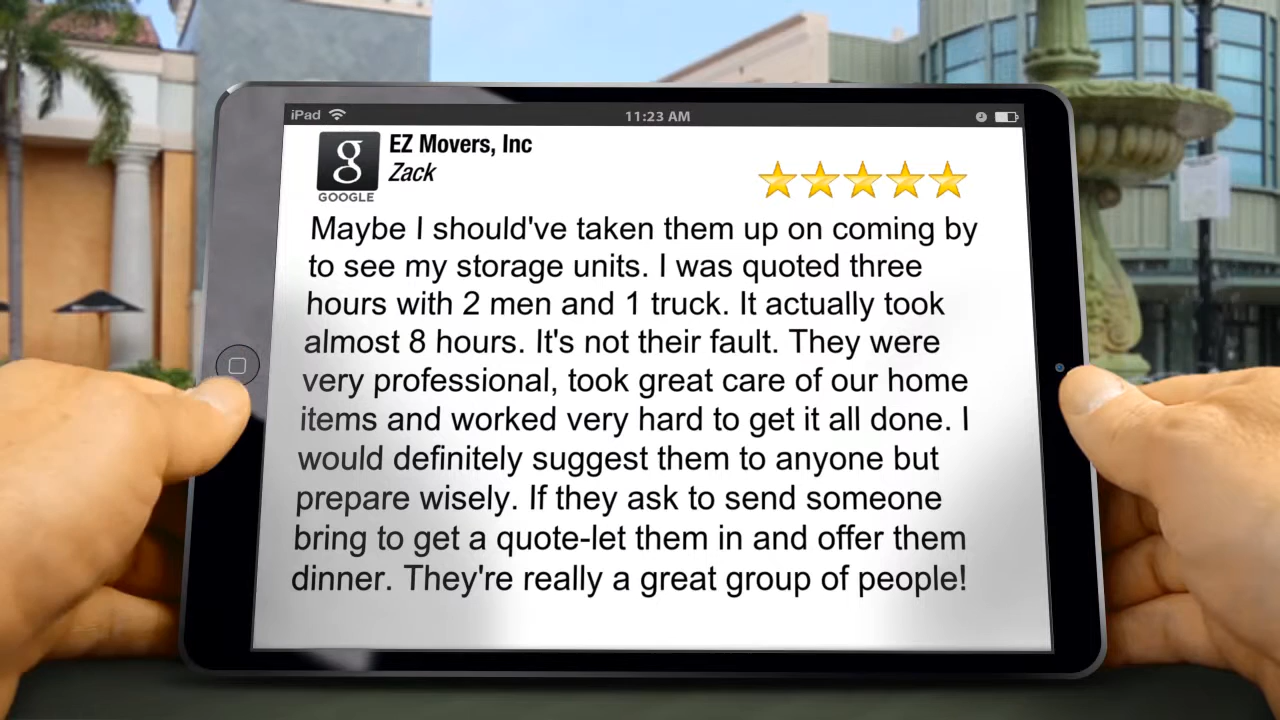 iPad 11:23 AM
EZ Movers, Inc
Zack
g
GOOGLE
Maybe I should've taken them up on coming by
to see my storage units. I was quoted three
hours with 2 men and 1 truck. It actually took
almost 8 hours. It's not their fault. They were
very professional, took great care of our home
items and worked very hard to get it all done. I
would definitely suggest them to anyone but
prepare wisely. If they ask to send someone
bring to get a quote-let them in and offer them
dinner. They're really a great group of people!